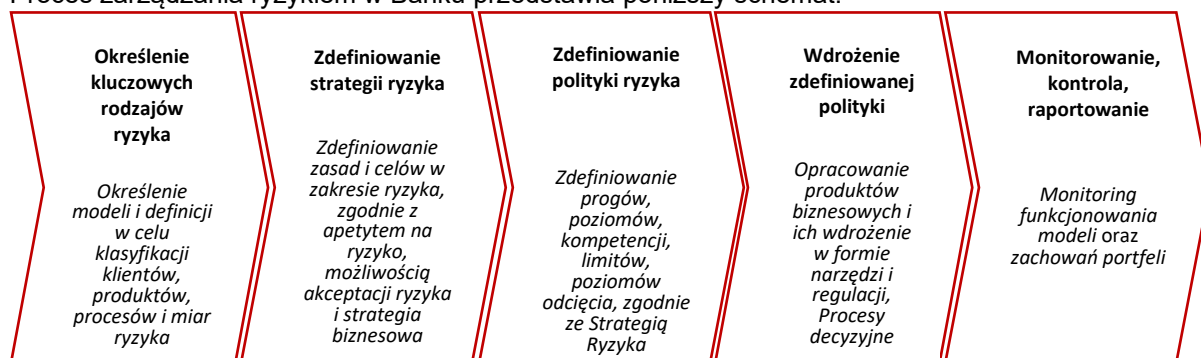 Proces zarządzania ryzykiem w Banku przedstawia poniższy schemat:
Określenie
kluczowych
rodzajów
ryzyka
Określenie
modeli i definicji
w celu
klasyfikacji
klientów,
produktów,
procesów i miar
ryzyka
Zdefiniowanie
strategii ryzyka
Zdefiniowanie
zasad i celów w
zakresie ryzyka,
zgodnie z
apetytem na
ryzyko,
możliwością
akceptacji ryzyka
i strategia
biznesowa
Zdefiniowanie
polityki ryzyka
Zdefiniowanie
progów,
poziomów,
kompetencji,
limitów,
poziomów
odcięcia, zgodnie
ze Strategią
Ryzyka
Wdrożenie
zdefiniowanej
polityki
Opracowanie
produktów
biznesowych i
ich wdrożenie
w formie
narzędzi i
regulacji,
Procesy
decyzyjne
Monitorowanie,
kontrola,
raportowanie
Monitoring
funkcjonowania
modeli oraz
zachowań portfeli